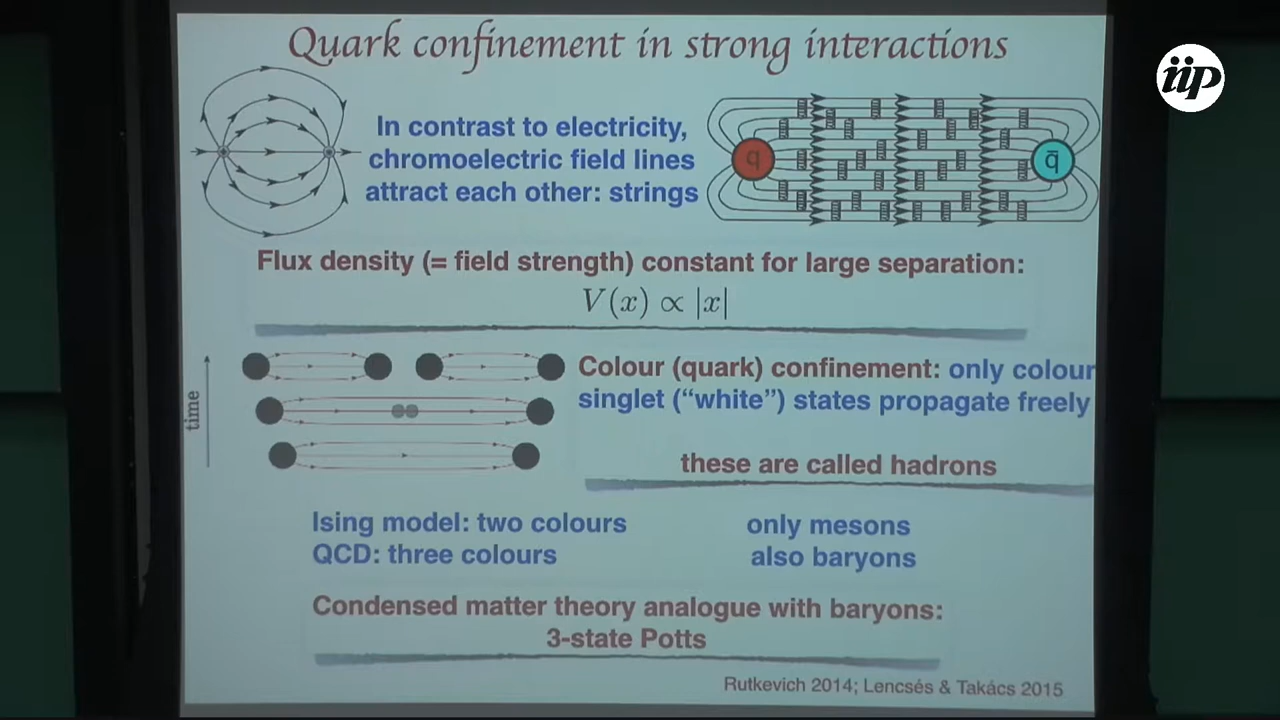 Quark confinement in strong interactions
iip
In contrast to electricity,
chromoelectric field lines
attract each other: strings
q
q̄
Flux density (= field strength) constant for large separation:
V(x) ∝ |x|
time
Colour (quark) confinement: only colour
singlet (“white”) states propagate freely
these are called hadrons
Ising model: two colours
only mesons
QCD: three colours
also baryons
Condensed matter theory analogue with baryons:
3-state Potts
Rutkevich 2014; Lencsés & Takács 2015